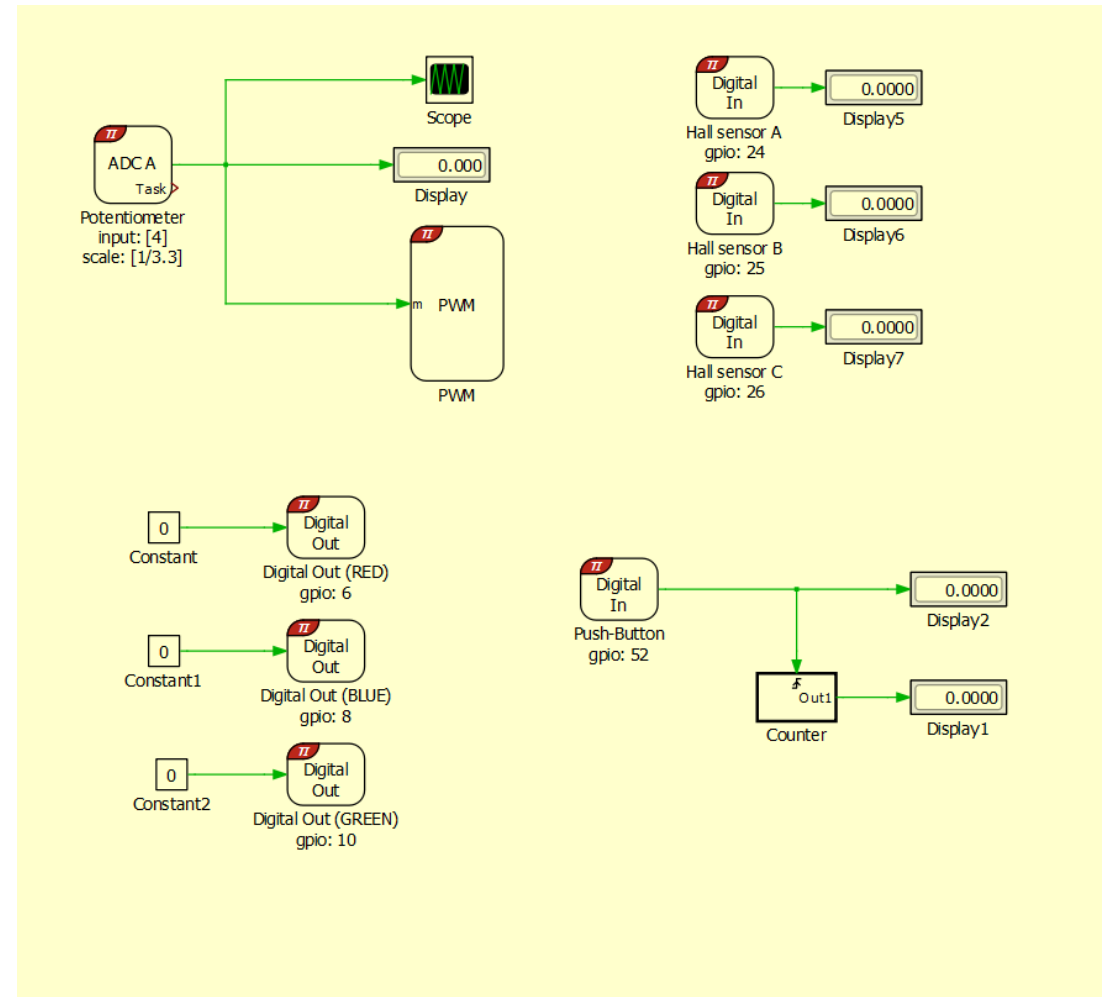 Scope
ADC A
Task
Potentiometer
input: [4]
scale: [1/3.3]
0.000
Display
m PWM
PWM
Digital
In
Hall sensor A
gpio: 24
0.0000
Display5
Digital
In
Hall sensor B
gpio: 25
0.0000
Display6
Digital
In
Hall sensor C
gpio: 26
0.0000
Display7
0
Constant
Digital
Out
Digital Out (RED)
gpio: 6
0
Constant1
Digital
Out
Digital Out (BLUE)
gpio: 8
0
Constant2
Digital
Out
Digital Out (GREEN)
gpio: 10
Digital
In
Push-Button
gpio: 52
0.0000
Display2
Out1
Counter
0.0000
Display1